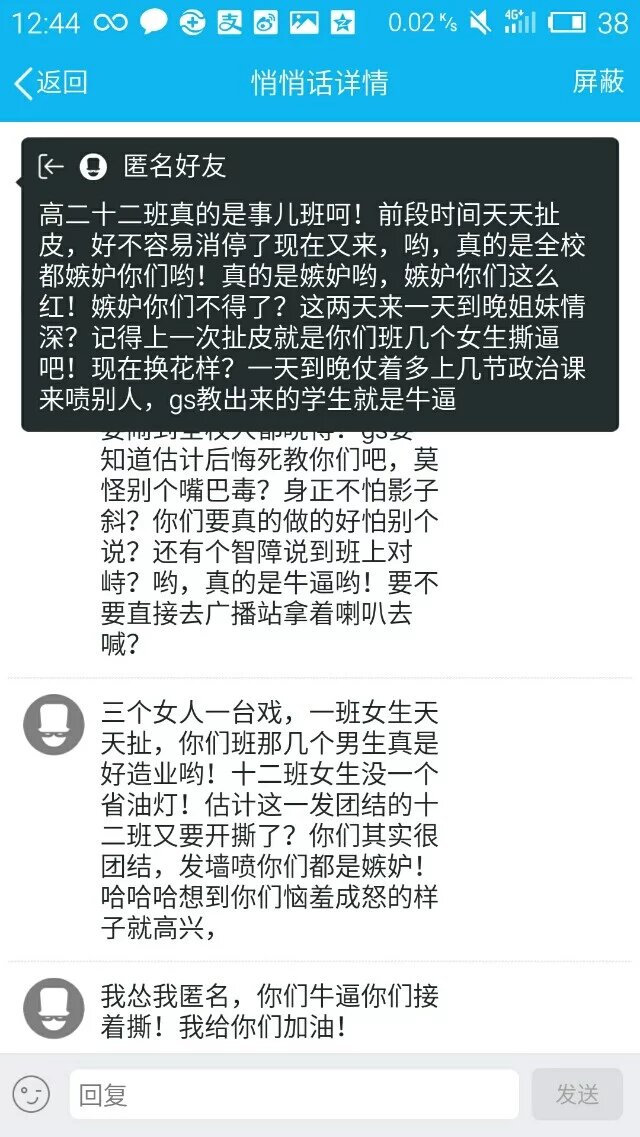 12:44
0.02 K/s
4G+
38
返回
悄悄话详情
屏蔽
匿名好友
高二十二班真的是事儿班呵！前段时间天天扯
皮，好不容易消停了现在又来，哟，真的是全校
都嫉妒你们哟！真的是嫉妒哟，嫉妒你们这么
红！嫉妒你们不得了？这两天来一天到晚姐妹情
深？记得上一次扯皮就是你们班几个女生撕逼
吧！现在换花样？一天到晚仗着多上几节政治课
来喷别人，gs教出来的学生就是牛逼
知道估计后悔死教你们吧，莫
怪别个嘴巴毒？身正不怕影子
斜？你们要真的做的好怕别个
说？还有个智障说到班上对
峙？哟，真的是牛逼哟！要不
要直接去广播站拿着喇叭去
喊？
三个女人一台戏，一班女生天
天扯，你们班那几个男生真是
好造业哟！十二班女生没一个
省油灯！估计这一发团结的十
二班又要开撕了？你们其实很
团结，发墙喷你们都是嫉妒！
哈哈哈想到你们恼羞成怒的样
子就高兴，
我怂我匿名，你们牛逼你们接
着撕！我给你们加油！
回复
发送